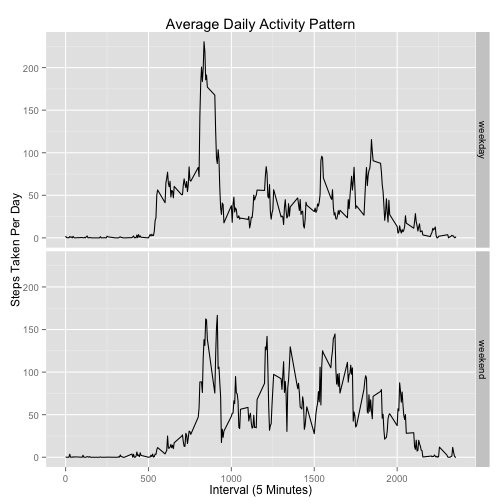 Average Daily Activity Pattern
Steps Taken Per Day
200
150
100
50
0
weekday
200
150
100
50
0
weekend
0 500 1000 1500 2000
Interval (5 Minutes)